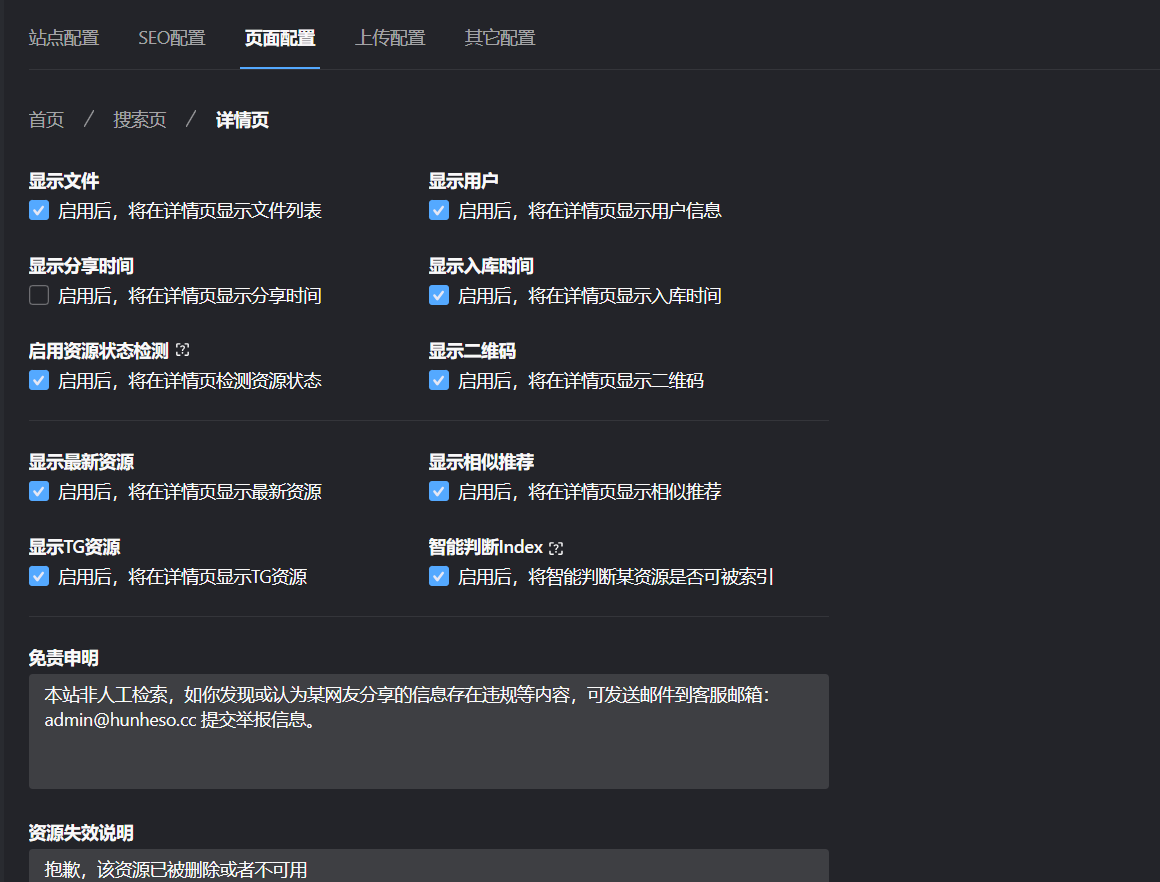 站点配置 SEO配置 页面配置 上传配置 其它配置
首页 / 搜索页 / 详情页
显示文件 显示用户
启用后，将在详情页显示文件列表 启用后，将在详情页显示用户信息
显示分享时间 显示入库时间
启用后，将在详情页显示分享时间 启用后，将在详情页显示入库时间
启用资源状态检测 显示二维码
启用后，将在详情页检测资源状态 启用后，将在详情页显示二维码
显示最新资源 显示相似推荐
启用后，将在详情页显示最新资源 启用后，将在详情页显示相似推荐
显示TG资源 智能判断Index
启用后，将在详情页显示TG资源 启用后，将智能判断某资源是否可被索引
免责申明
本站非人工检索，如你发现或认为某网友分享的信息存在违规等内容，可发送邮件到客服邮箱：
admin@hunheso.cc 提交举报信息。
资源失效说明
抱歉，该资源已被删除或者不可用